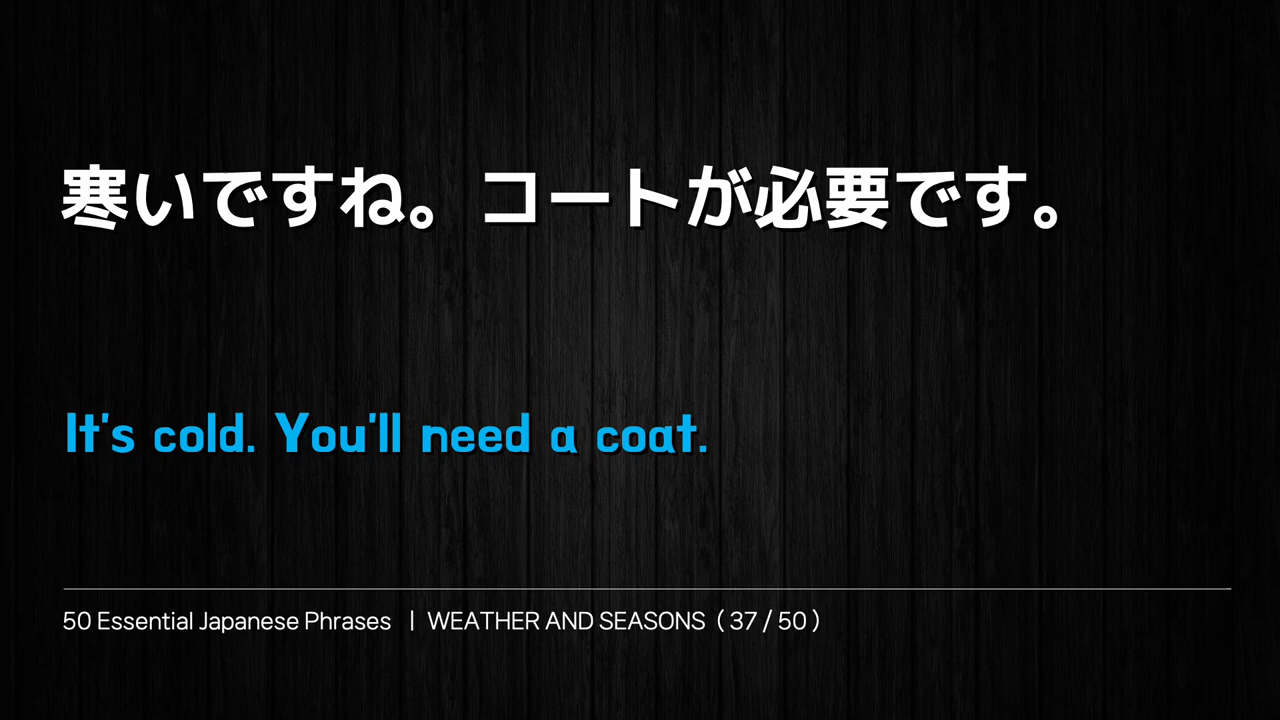 寒いですね。コートが必要です。
It's cold. You'll need a coat.
50 Essential Japanese Phrases | WEATHER AND SEASONS ( 37 / 50 )